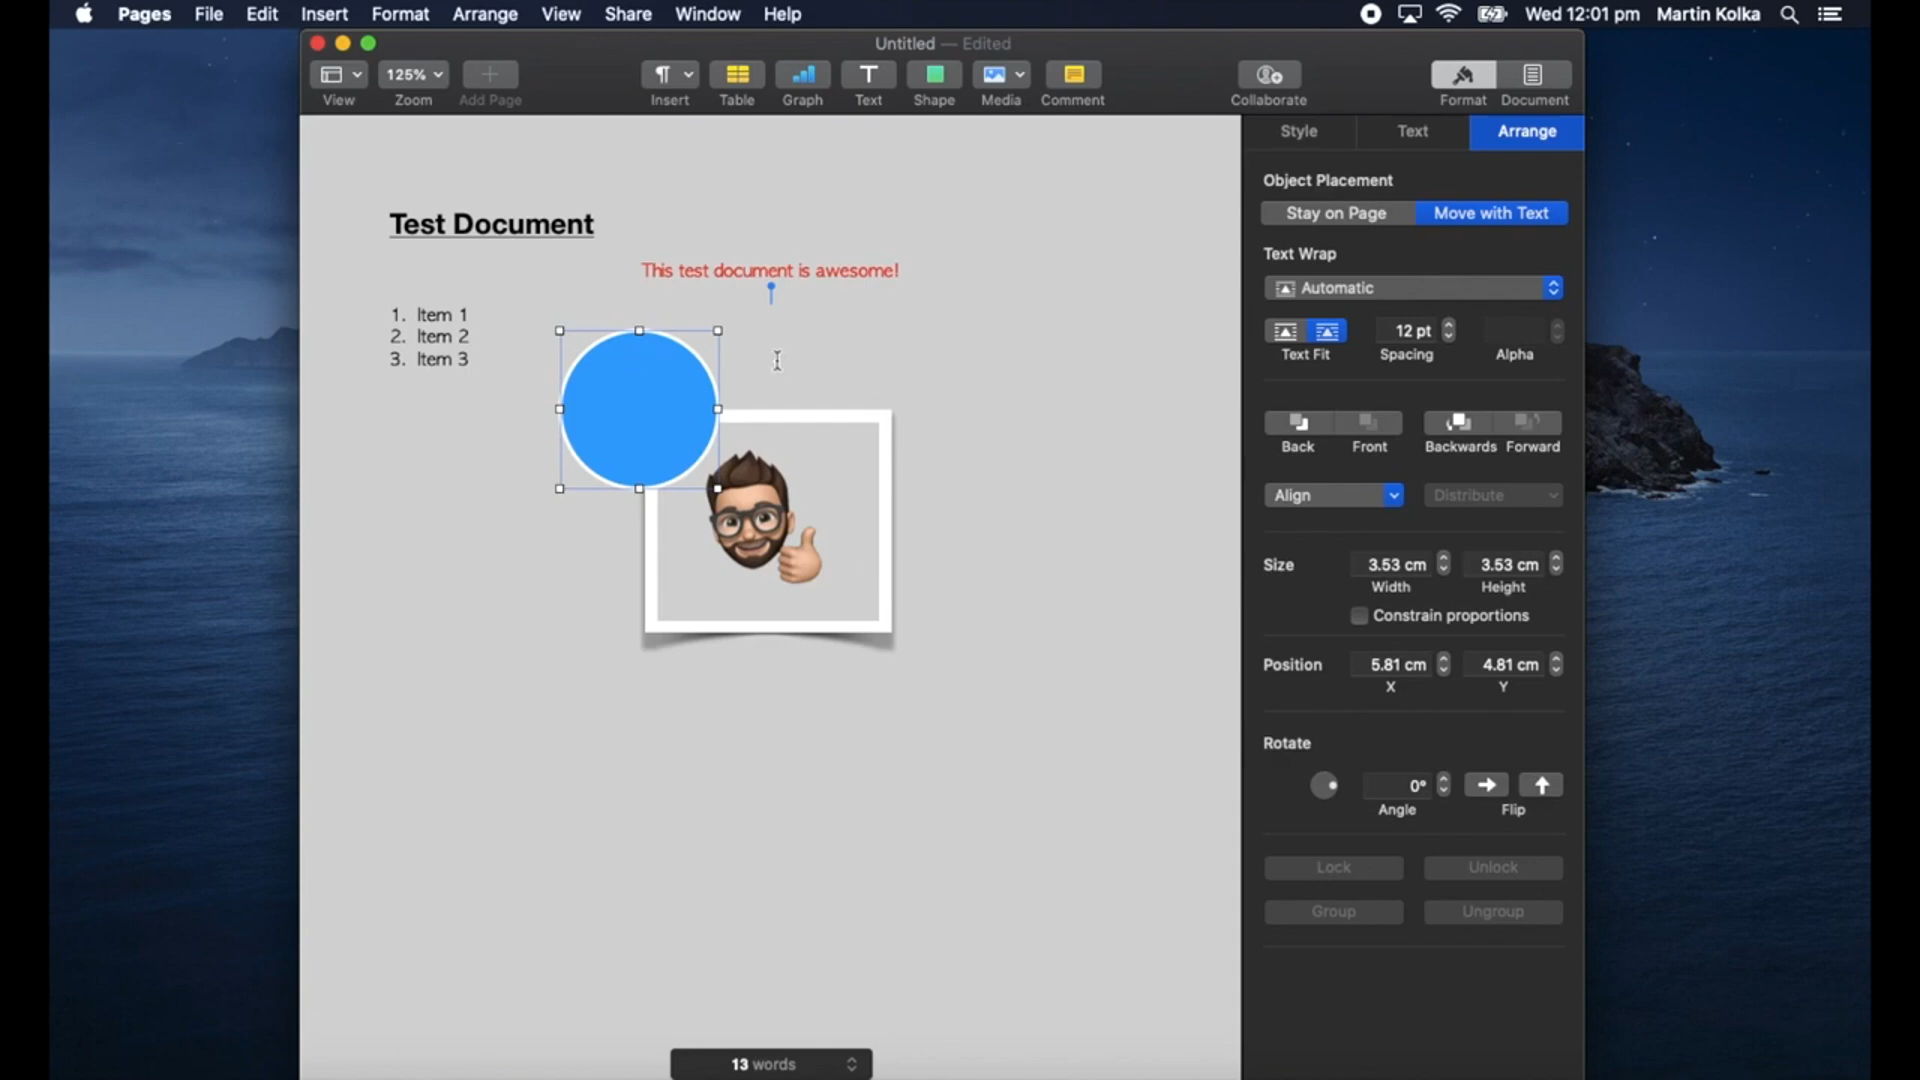 Pages File Edit Insert Format Arrange View Share Window Help
Wed 12:01 pm Martin Kolka
Untitled — Edited
125%
View Zoom Add Page Insert Table Graph Text Shape Media Comment Collaborate Format Document
Style Text Arrange
Object Placement
Stay on Page Move with Text
Text Wrap
Automatic
12 pt
Text Fit Spacing Alpha
Back Front Backwards Forward
Align Distribute
Size 3.53 cm 3.53 cm
Width Height
Constrain proportions
Position 5.81 cm 4.81 cm
X Y
Rotate
0°
Angle Flip
Lock Unlock
Group Ungroup
Test Document
This test document is awesome!
1. Item 1
2. Item 2
3. Item 3
13 words